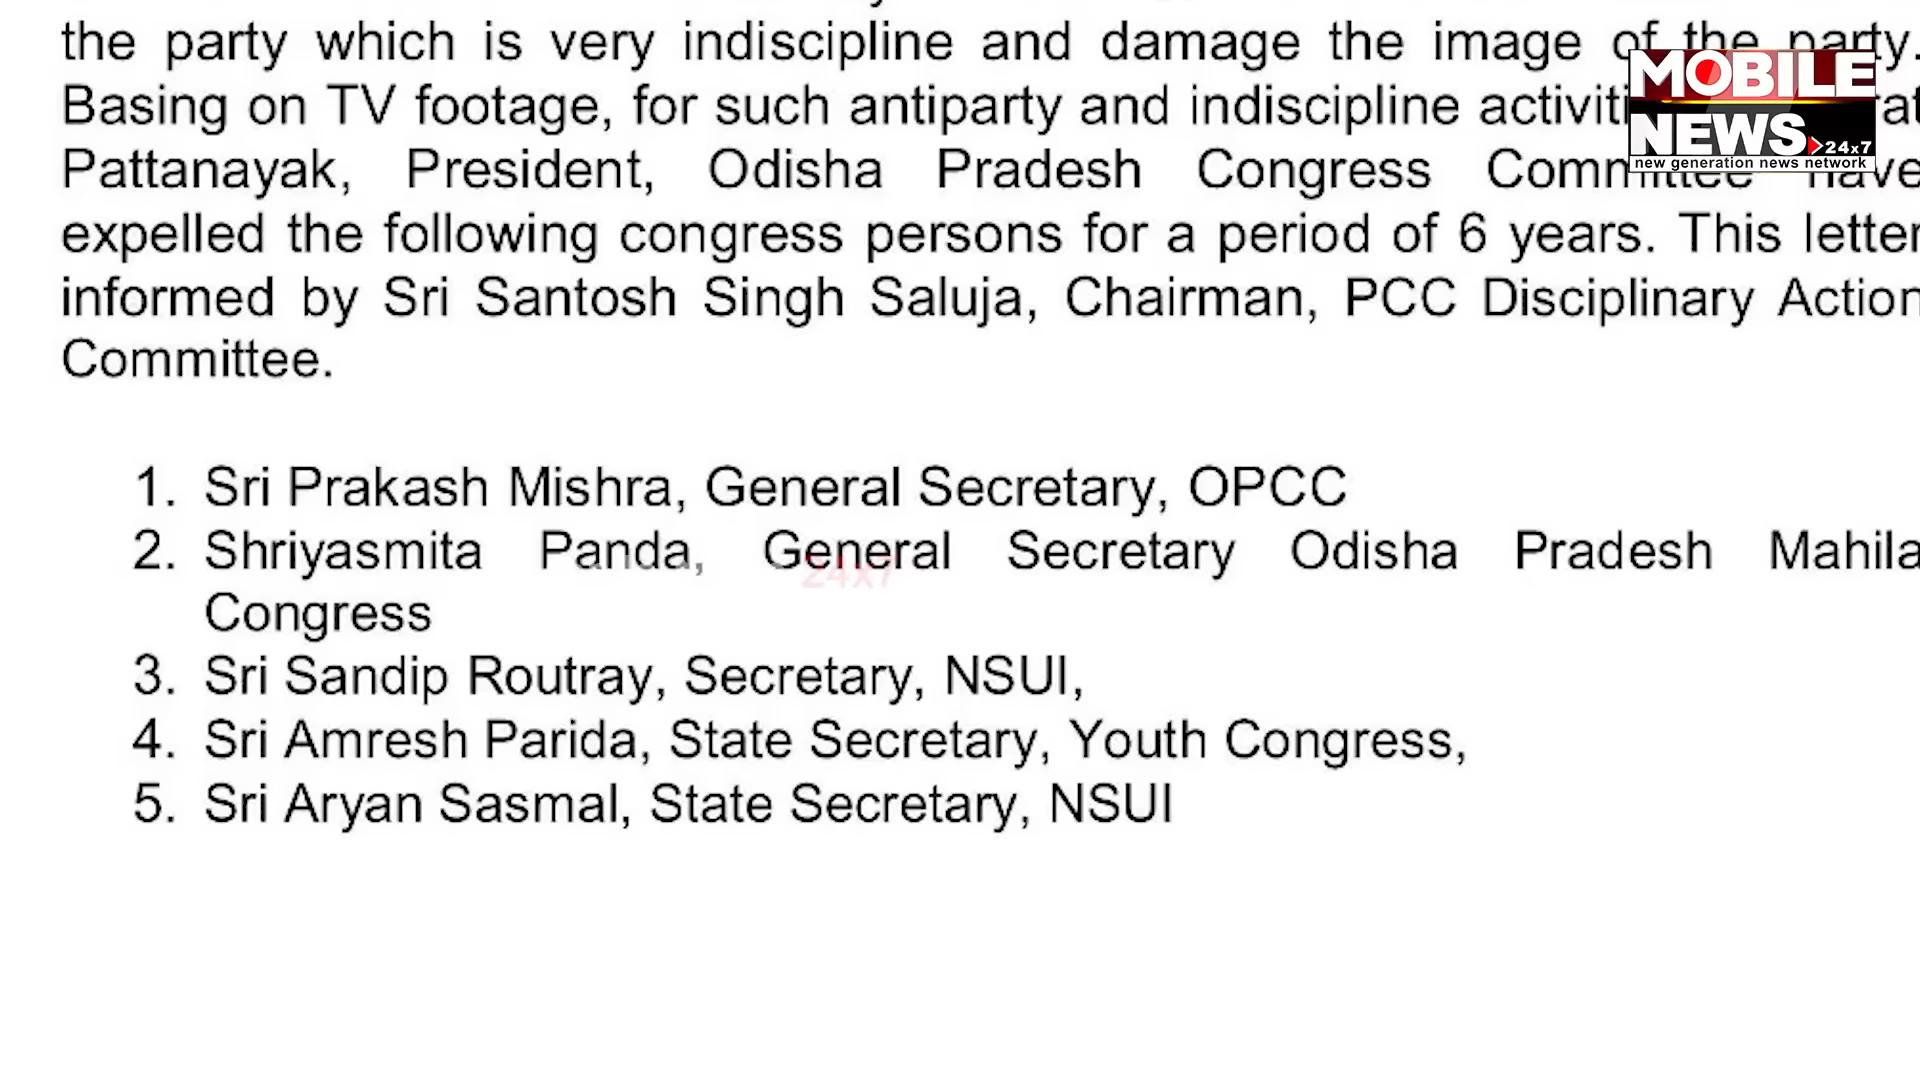 the party which is very indiscipline and damage the image of the party.
Basing on TV footage, for such antiparty and indiscipline
Pattanayak, President, Odisha Pradesh Congress Committee have
expelled the following congress persons for a period of 6 years. This letter
informed by Sri Santosh Singh Saluja, Chairman, PCC Disciplinary Action
Committee.
1. Sri Prakash Mishra, General Secretary, OPCC
2. Shriyasmita Panda, General Secretary Odisha Pradesh Mahila
Congress
3. Sri Sandip Routray, Secretary, NSUI,
4. Sri Amresh Parida, State Secretary, Youth Congress,
5. Sri Aryan Sasmal, State Secretary, NSUI
MOBILE
NEWS 24x7
new generation news network
24x7